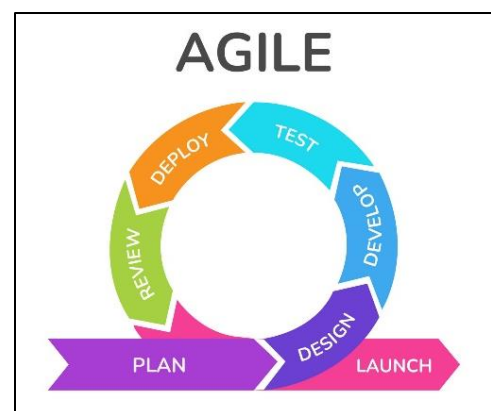 AGILE
PLAN
DESIGN
DEVELOP
TEST
DEPLOY
REVIEW
LAUNCH